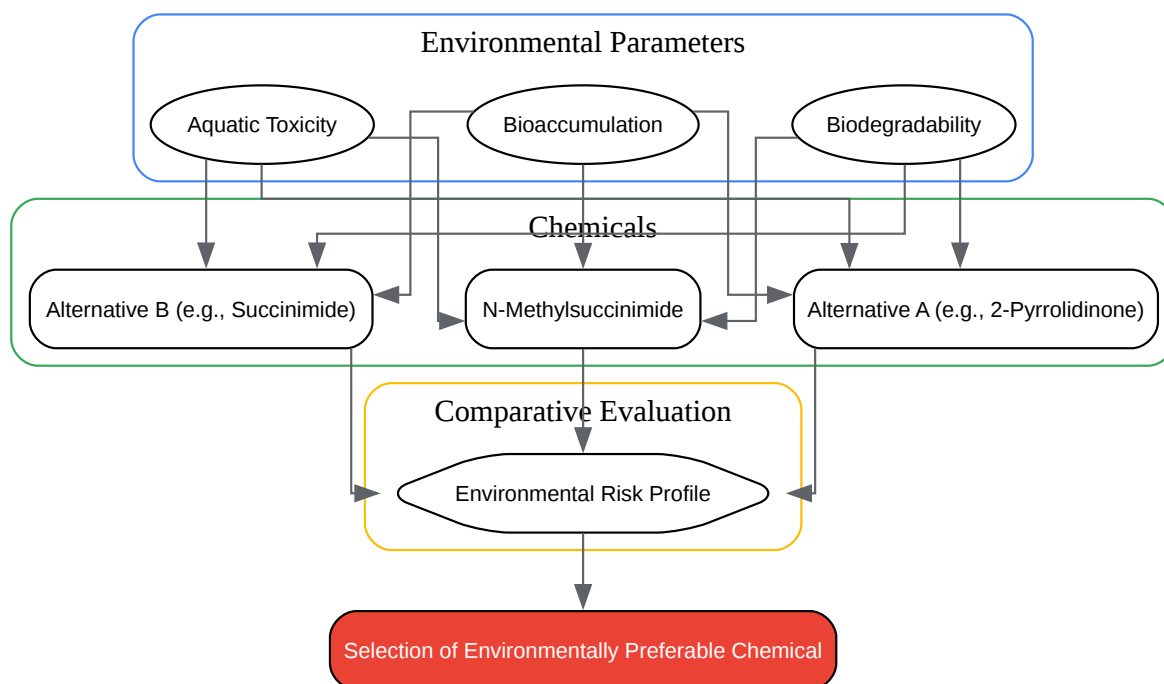 Environmental Parameters
Aquatic Toxicity
Bioaccumulation
Biodegradability
Chemicals
Alternative B (e.g., Succinimide)
N-Methylsuccinimide
Alternative A (e.g., 2-Pyrrolidinone)
Comparative Evaluation
Environmental Risk Profile
Selection of Environmentally Preferable Chemical